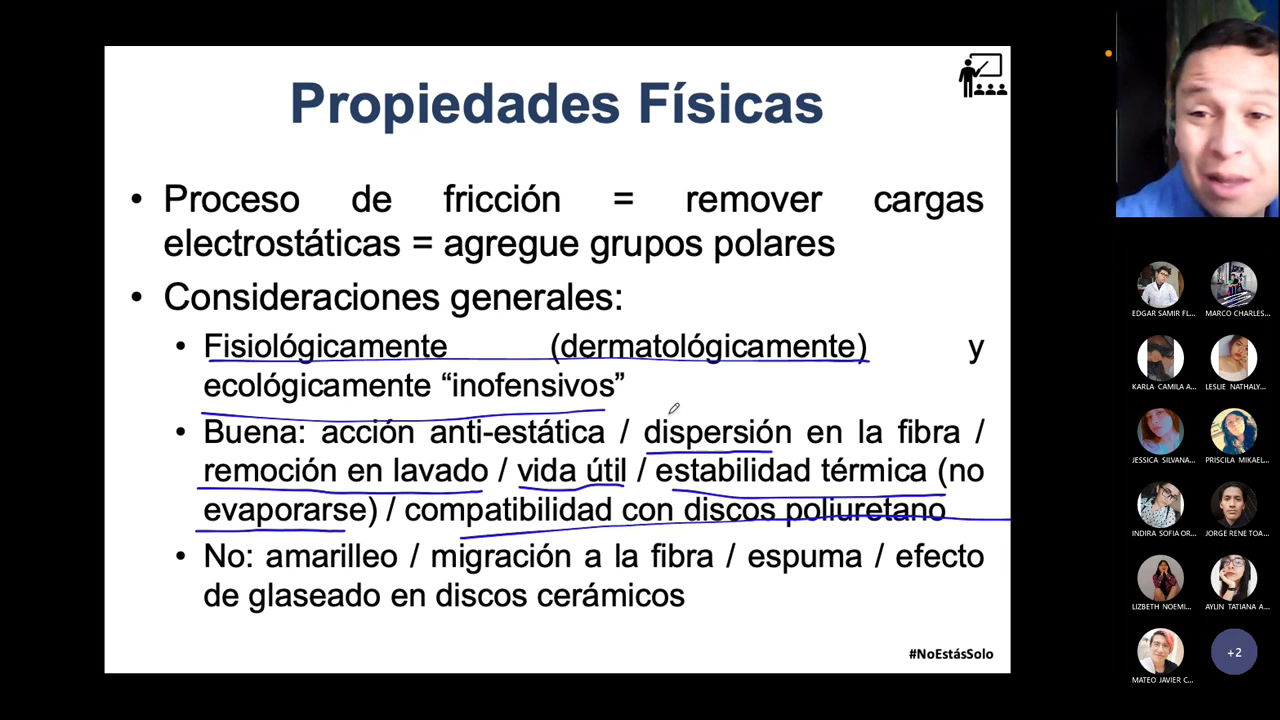 Propiedades Físicas
• Proceso de fricción = remover cargas
electrostáticas = agregue grupos polares
• Consideraciones generales:
• Fisiológicamente (dermatológicamente) y
ecológicamente “inofensivos”
• Buena: acción anti-estática / dispersión en la fibra /
remoción en lavado / vida útil / estabilidad térmica (no
evaporarse) / compatibilidad con discos poliuretano
• No: amarilleo / migración a la fibra / espuma / efecto
de glaseado en discos cerámicos
#NoEstásSolo
EDGAR SAMIR FL...
MARCO CHARLES...
KARLA CAMILA A...
LESLIE NATHALY...
JESSICA SILVANA...
PRISCILA MIKAEL...
INDIRA SOFIA OR...
JORGE RENE TOA...
LIZBETH NOEMI...
AYLIN TATIANA A...
MATEO JAVIER C...
+2